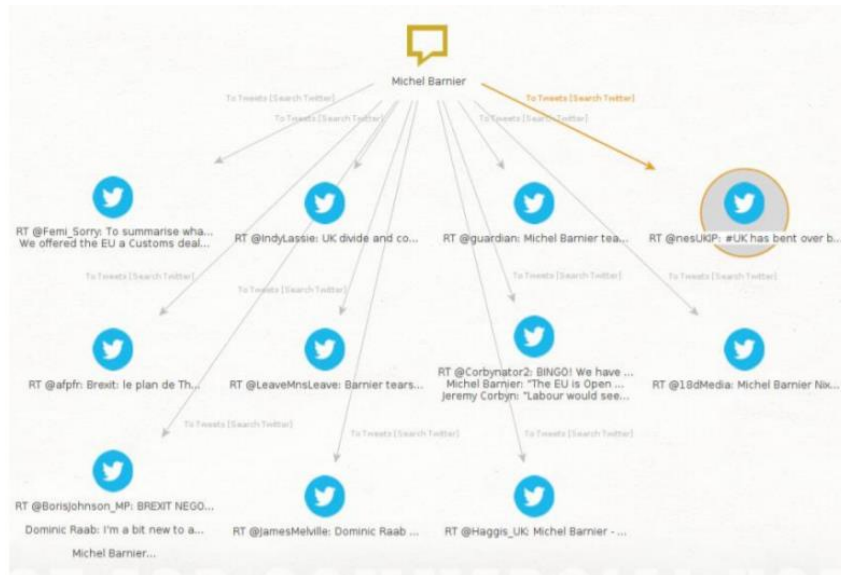 Michel Barnier
To Tweets [Search Twitter]
To Tweets [Search Twitter]
To Tweets [Search Twitter]
To Tweets [Search Twitter]
RT @Femi_Sorry: To summarise wha...
We offered the EU a Customs deal...
RT @IndyLassie: UK divide and co...
RT @guardian: Michel Barnier tea...
RT @nesUKIP: #UK has bent over b...
To Tweets [Search Twitter]
To Tweets [Search Twitter]
To Tweets [Search Twitter]
RT @afpfr: Brexit: le plan de Th...
RT @LeaveMnsLeave: Barnier tears...
RT @Corbynator2: BINGO! We have ...
Michel Barnier: "The EU is Open ...
Jeremy Corbyn: "Labour would see...
RT @18dMedia: Michel Barnier Nix...
To Tweets [Search Twitter]
To Tweets [Search Twitter]
To Tweets [Search Twitter]
RT @BorisJohnson_MP: BREXIT NEGO...
Dominic Raab: I'm a bit new to a...
Michel Barnier...
RT @JamesMelville: Dominic Raab ...
RT @Haggis_UK: Michel Barnier - ...